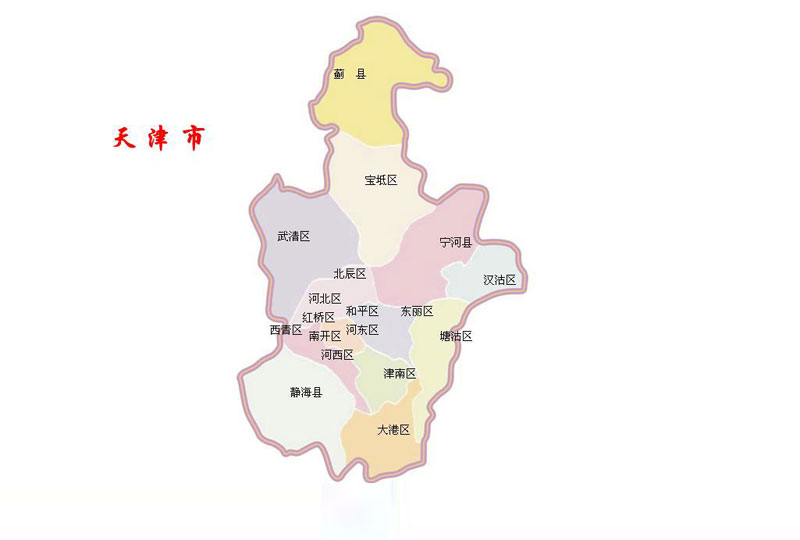 蓟 县
天津市
宝坻区
武清区
宁河县
北辰区
汉沽区
河北区
和平区
东丽区
红桥区
西青区
河东区
南开区
塘沽区
河西区
津南区
静海县
大港区